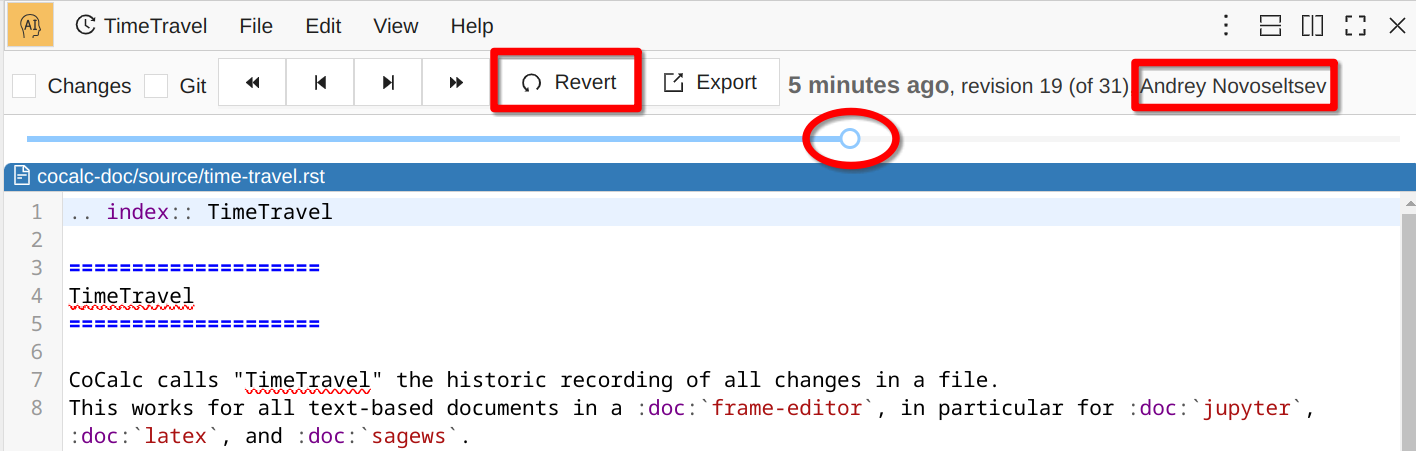 AI TimeTravel File Edit View Help
Changes Git Revert Export 5 minutes ago, revision 19 (of 31), Andrey Novoseltsev
cocalc-doc/source/time-travel.rst
1 .. index:: TimeTravel
2
3 ====================
4 TimeTravel
5 ====================
6
7 CoCalc calls "TimeTravel" the historic recording of all changes in a file.
8 This works for all text-based documents in a :doc:`frame-editor`, in particular for :doc:`jupyter`,
:doc:`latex`, and :doc:`sagews`.